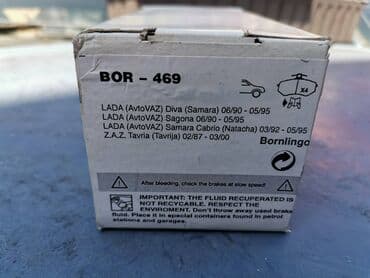 BOR - 469
X4
LADA (AvtoVAZ) Diva (Samara) 06/90 - 05/95
LADA (AvtoVAZ) Sagona 06/90 - 05/95
LADA (AvtoVAZ) Samara Cabrio (Natacha) 03/92 - 05/95
Z.A.Z. Tavria (Tavrija) 02/87 - 03/00
Bornlingo
After bleeding, check the brakes at slow speed!
IMPORTANT: THE FLUID RECUPERATED IS
NOT RECYCLABLE. RESPECT THE
ENVIROMENT. Don't throw away used brake
fluid. Place it in special containers found in petrol
stations and garages.